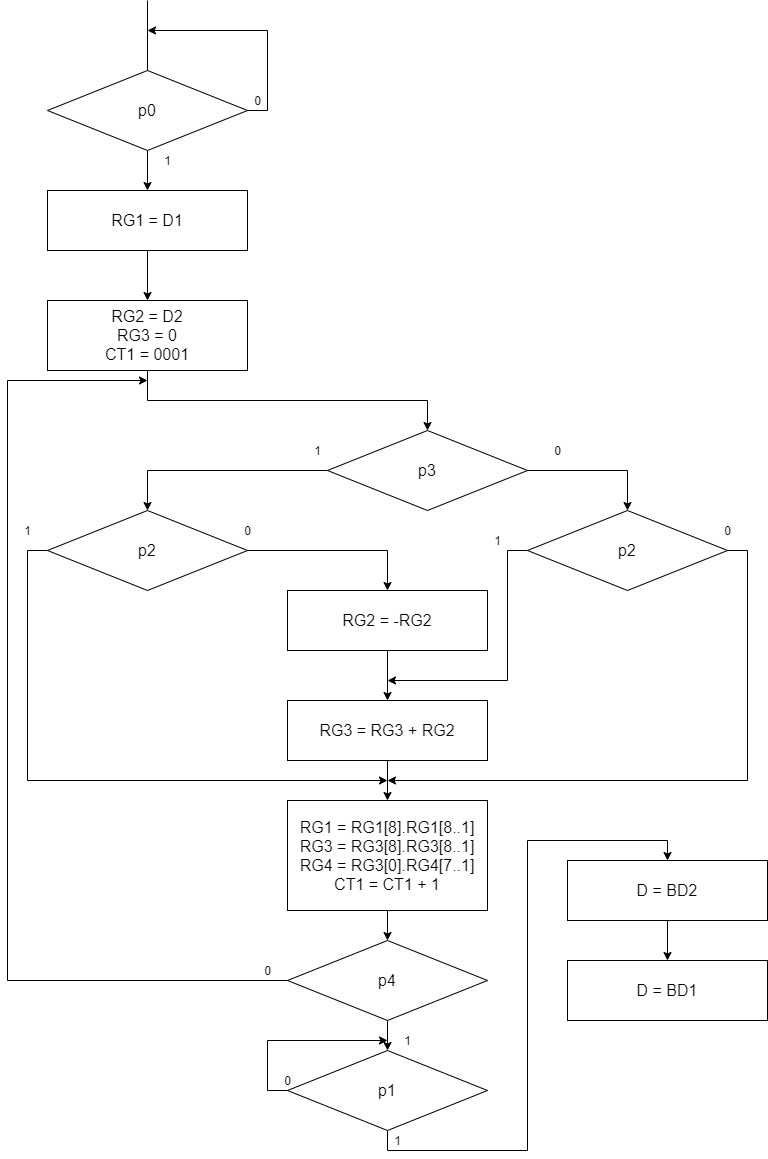 p0
0
1
RG1 = D1
RG2 = D2
RG3 = 0
CT1 = 0001
1
p3
0
1
p2
0
1
p2
0
RG2 = -RG2
RG3 = RG3 + RG2
RG1 = RG1[8].RG1[8..1]
RG3 = RG3[8].RG3[8..1]
RG4 = RG3[0].RG4[7..1]
CT1 = CT1 + 1
D = BD2
0
p4
D = BD1
1
0
p1
1